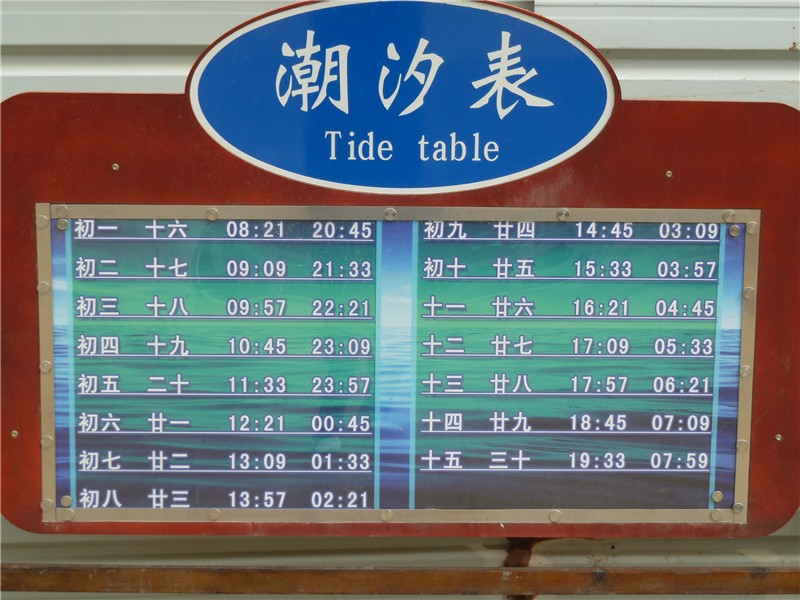 潮汐表
Tide table
初一 十六 08:21 20:45
初二 十七 09:09 21:33
初三 十八 09:57 22:21
初四 十九 10:45 23:09
初五 二十 11:33 23:57
初六 廿一 12:21 00:45
初七 廿二 13:09 01:33
初八 廿三 13:57 02:21
初九 廿四 14:45 03:09
初十 廿五 15:33 03:57
十一 廿六 16:21 04:45
十二 廿七 17:09 05:33
十三 廿八 17:57 06:21
十四 廿九 18:45 07:09
十五 三十 19:33 07:59